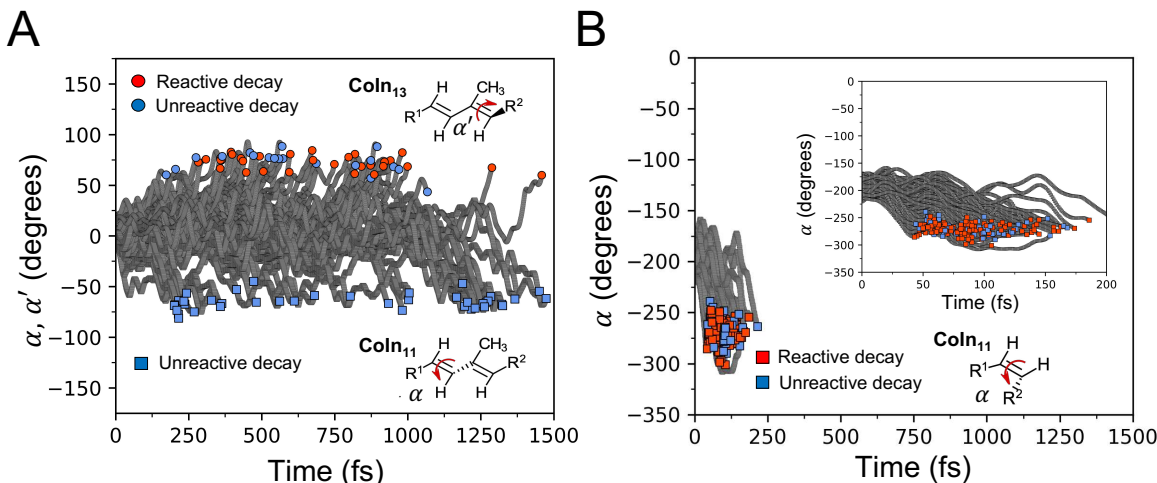 A
α, α′ (degrees)
150
100
50
0
−50
−100
−150
Reactive decay
Unreactive decay
CoIn13
H
CH3
R1
R2
α′
H
H
Unreactive decay
CoIn11
H
CH3
R1
R2
α
H
H
0
250
500
750
1000
1250
1500
Time (fs)
B
α (degrees)
0
−50
−100
−150
−200
−250
−300
−350
α (degrees)
0
−50
−100
−150
−200
−250
−300
−350
0
50
100
150
200
Time (fs)
Reactive decay
Unreactive decay
CoIn11
H
R1
H
α
R2
0
250
500
750
1000
1250
1500
Time (fs)